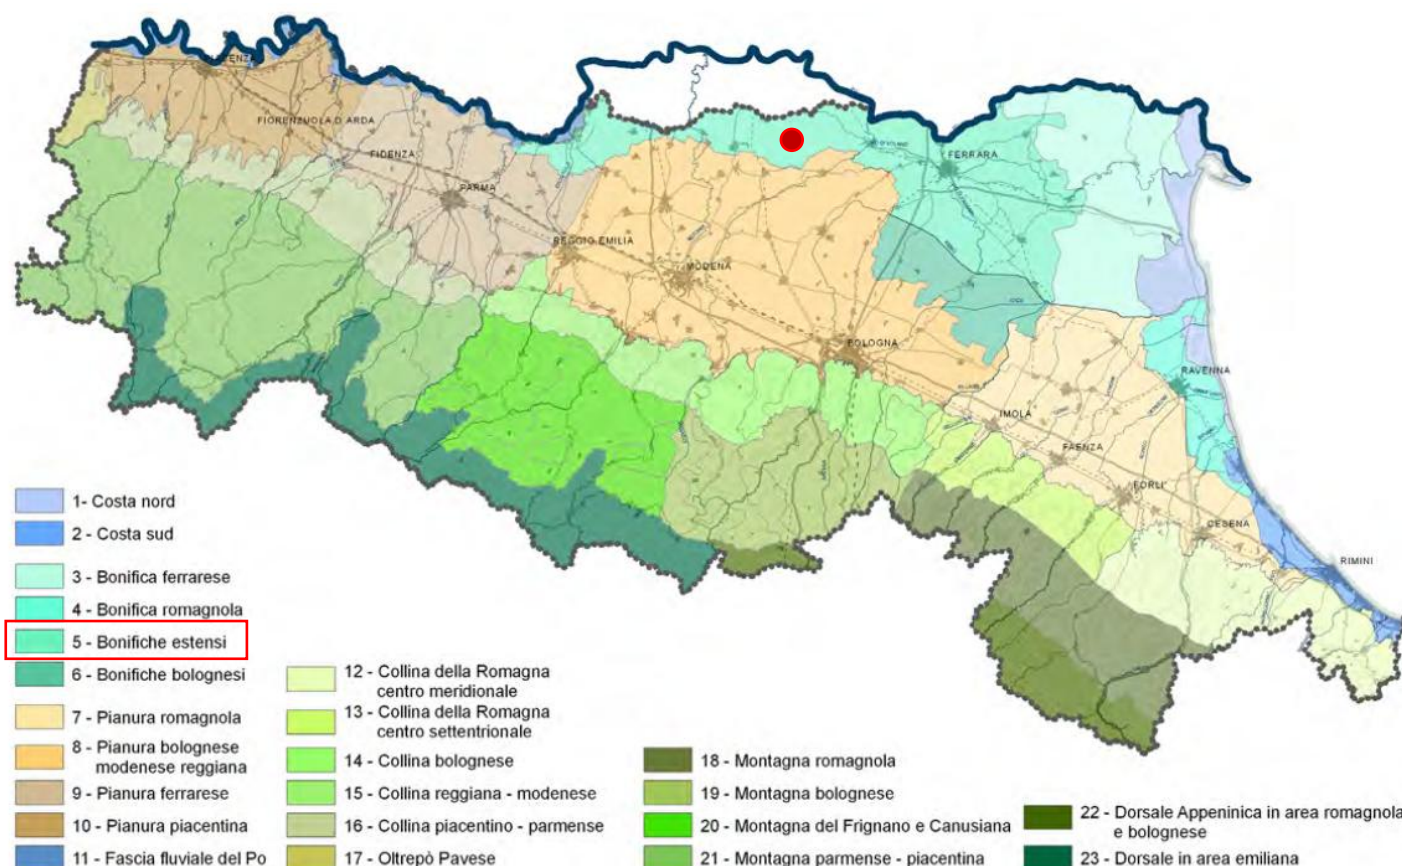 FIORENZUOLA D'ARDA
FIDENZA
PARMA
REGGIO EMILIA
MODENA
BOLOGNA
FERRARA
RAVENNA
IMOLA
FAENZA
FORLI'
CESENA
RIMINI
1- Costa nord
2 - Costa sud
3 - Bonifica ferrarese
4 - Bonifica romagnola
5 - Bonifiche estensi
6 - Bonifiche bolognesi
7 - Pianura romagnola
8 - Pianura bolognese
modenese reggiana
9 - Pianura ferrarese
10 - Pianura piacentina
11 - Fascia fluviale del Po
12 - Collina della Romagna
centro meridionale
13 - Collina della Romagna
centro settentrionale
14 - Collina bolognese
15 - Collina reggiana - modenese
16 - Collina piacentino - parmense
17 - Oltrepò Pavese
18 - Montagna romagnola
19 - Montagna bolognese
20 - Montagna del Frignano e Canusiana
21 - Montagna parmense - piacentina
22 - Dorsale Appeninica in area romagnola
e bolognese
23 - Dorsale in area emiliana